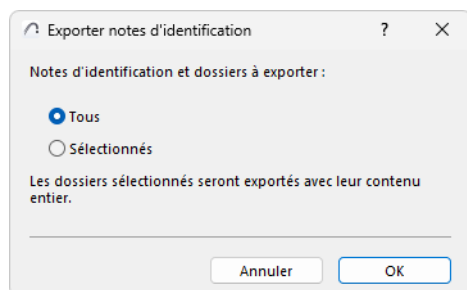 Exporter notes d'identification ?
Notes d'identification et dossiers à exporter :
Tous
Sélectionnés
Les dossiers sélectionnés seront exportés avec leur contenu
entier.
Annuler OK